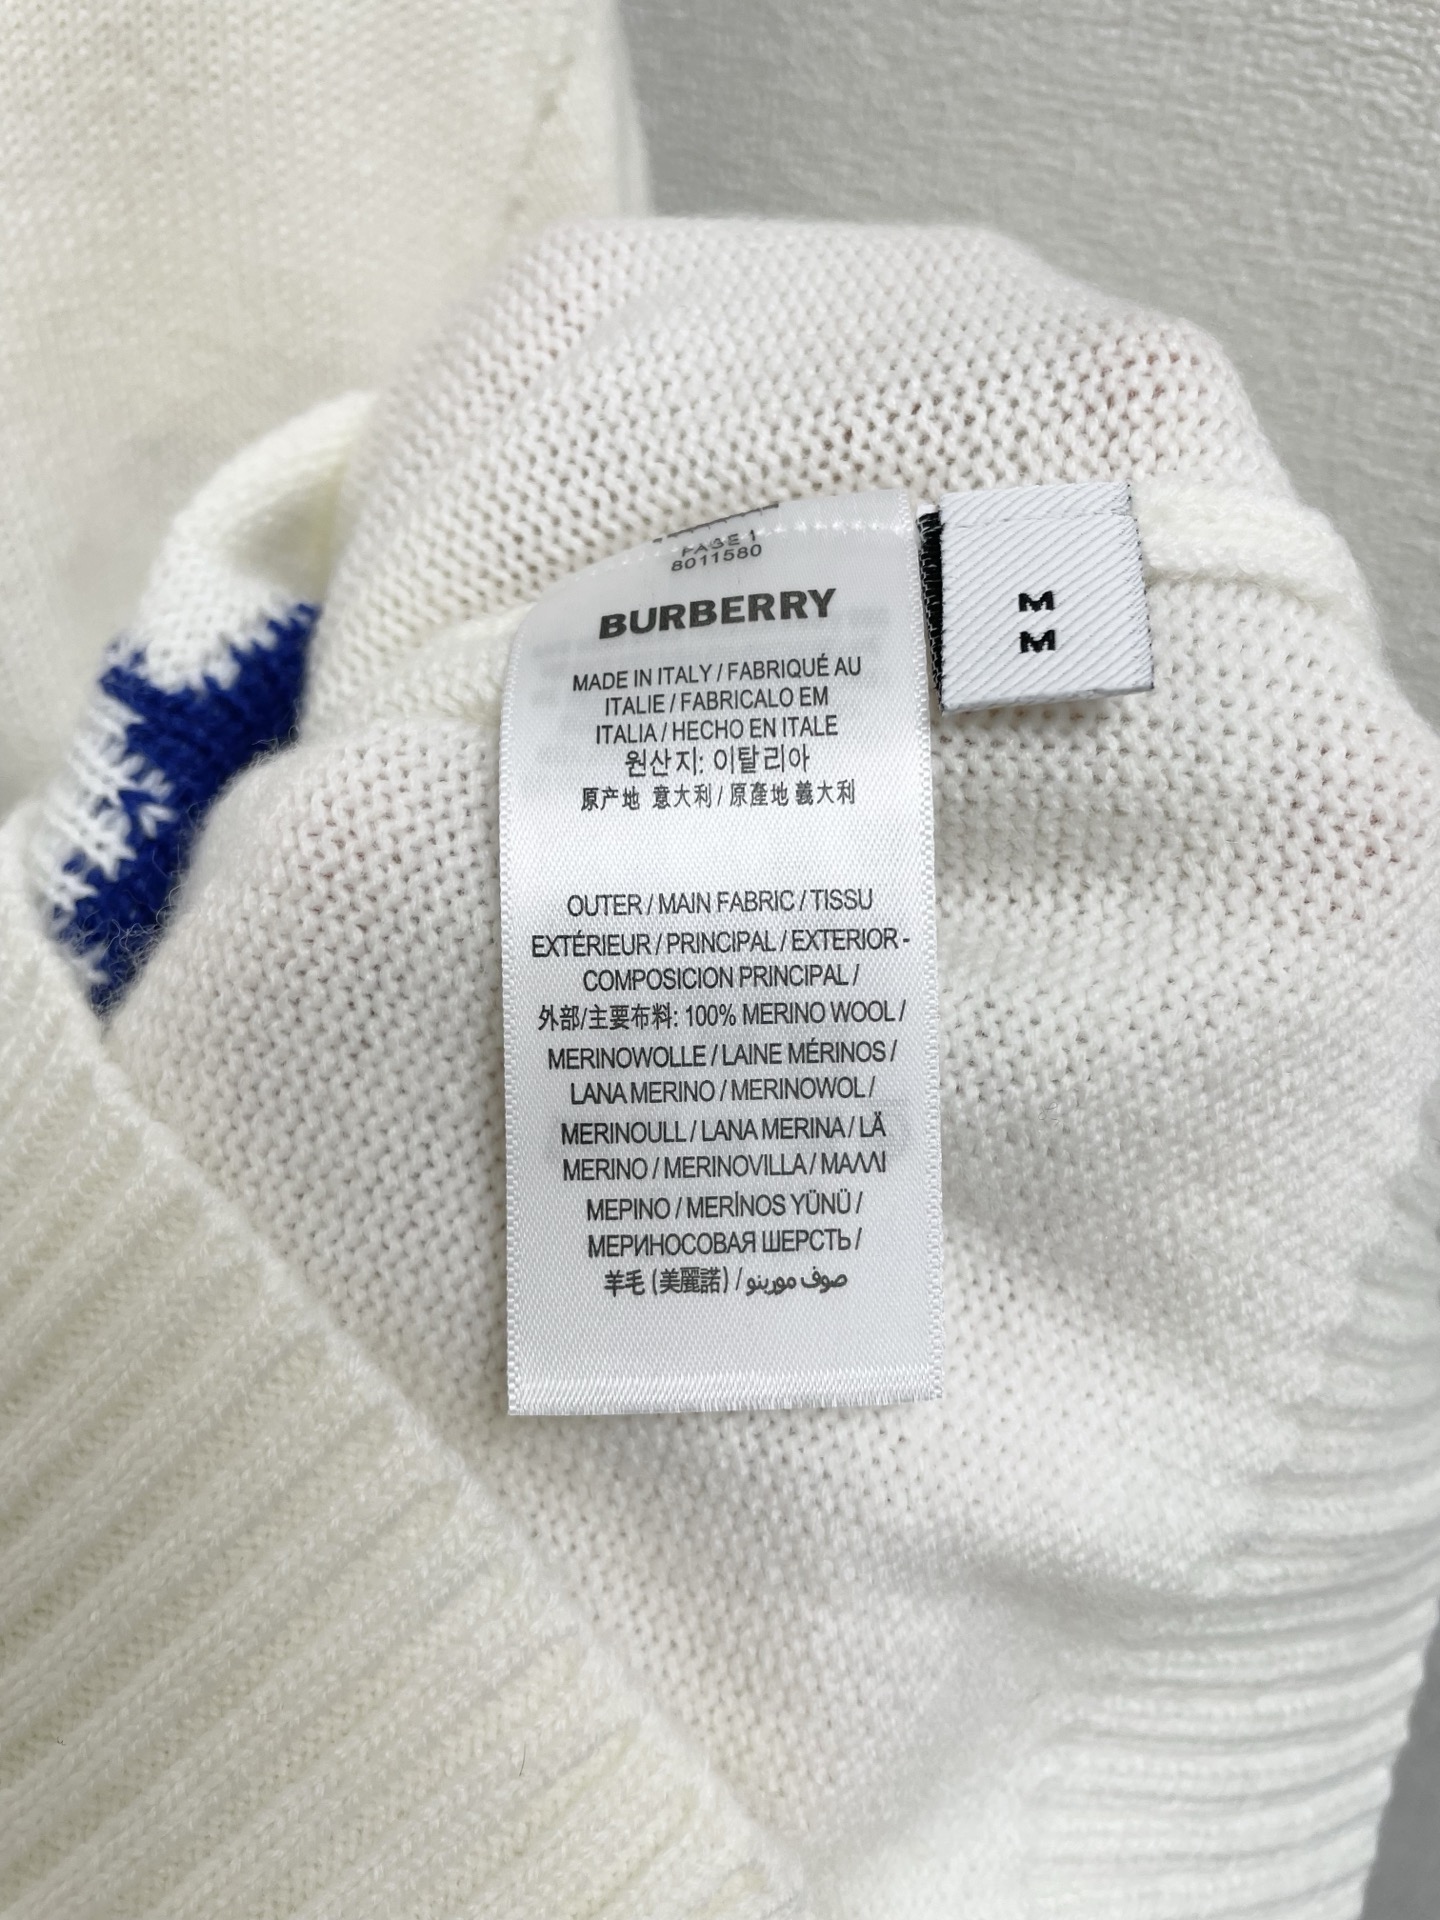 PAGE 1
8011580
BURBERRY
MADE IN ITALY / FABRIQUÉ AU
ITALIE / FABRICALO EM
ITALIA / HECHO EN ITALE
원산지: 이탈리아
原产地 意大利 / 原產地 義大利
OUTER / MAIN FABRIC / TISSU
EXTÉRIEUR / PRINCIPAL / EXTERIOR -
COMPOSICION PRINCIPAL /
外部/主要布料: 100% MERINO WOOL /
MERINOWOLLE / LAINE MÉRINOS /
LANA MERINO / MERINOWOL /
MERINOULL / LANA MERINA / LÃ
MERINO / MERINOVILLA / ΜΑΛΛΙ
ΜΕΡΙΝΟ / MERİNOS YÜNÜ /
МЕРИНОСОВАЯ ШЕРСТЬ /
羊毛 (美麗諾) / صوف مورينو
M
M